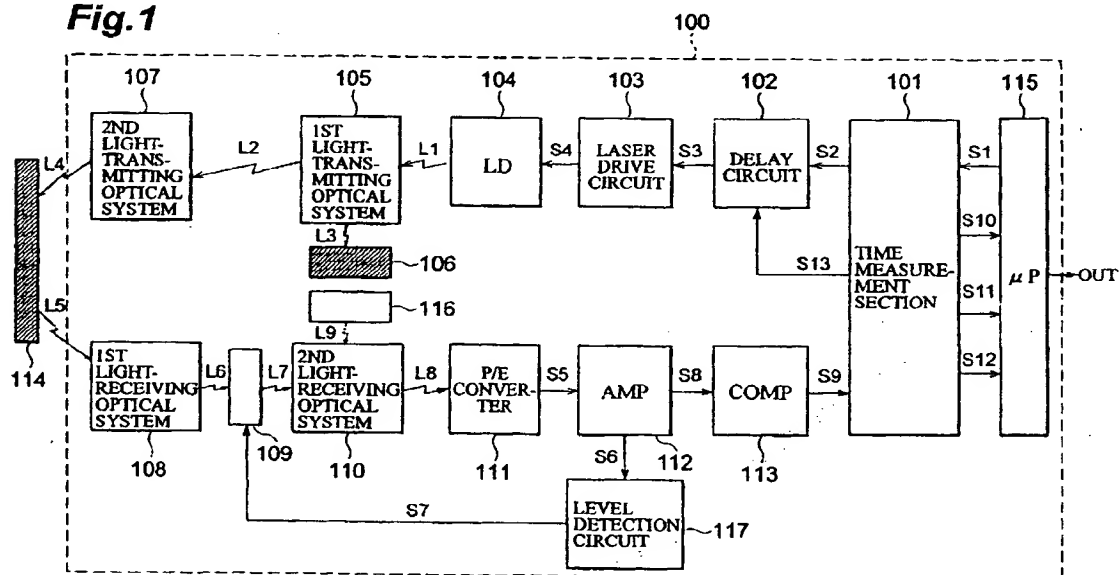 Fig.1
100
107
105
104
103
102
101
115
2ND
LIGHT-
TRANS-
MITTING
OPTICAL
SYSTEM
L4
L2
1ST
LIGHT-
TRANS-
MITTING
OPTICAL
SYSTEM
L1
LD
S4
LASER
DRIVE
CIRCUIT
S3
DELAY
CIRCUIT
S2
S1
S10
L3
106
S13
TIME
MEASURE-
MENT
SECTION
S11
μP
OUT
116
L9
S12
L5
114
1ST
LIGHT-
RECEIVING
OPTICAL
SYSTEM
L6
L7
2ND
LIGHT-
RECEIVING
OPTICAL
SYSTEM
L8
P/E
CONVER-
TER
S5
AMP
S8
COMP
S9
108
109
110
111
112
113
S6
S7
LEVEL
DETECTION
CIRCUIT
117